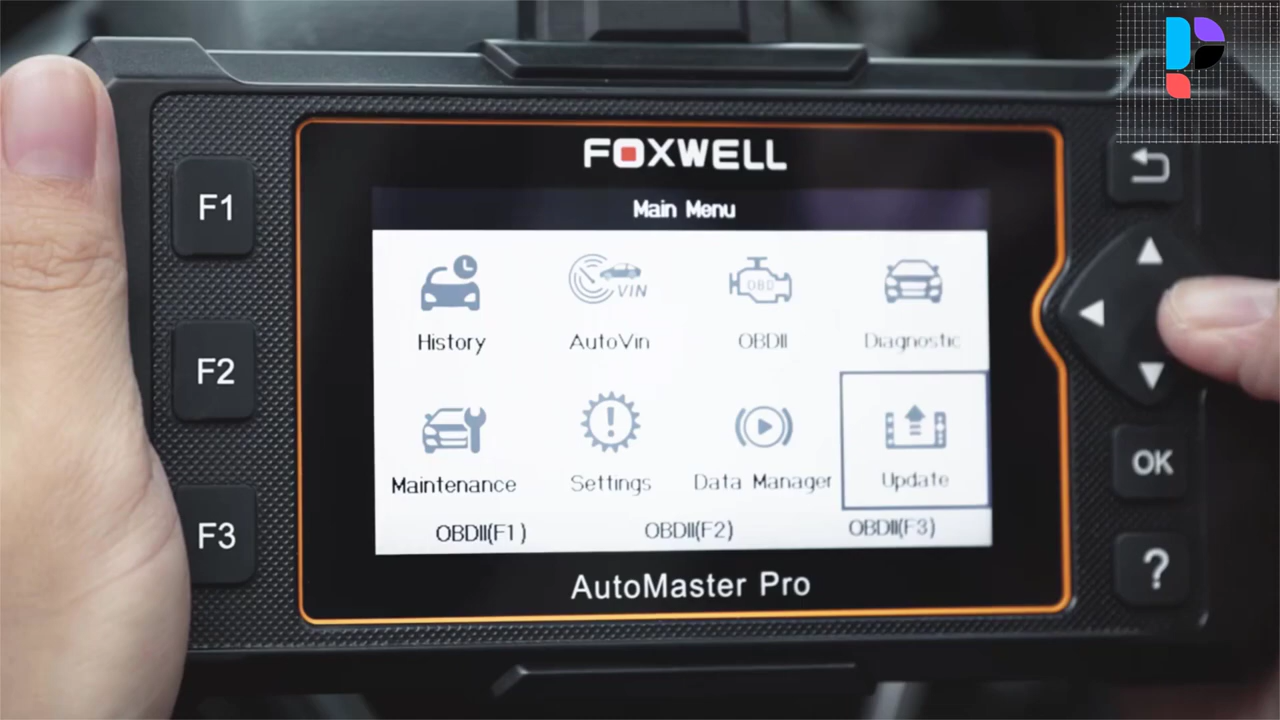 FOXWELL
Main Menu
F1
F2
F3
VIN
OBD
History
AutoVin
OBDII
Diagnostic
Maintenance
Settings
Data Manager
Update
OBDII(F1)
OBDII(F2)
OBDII(F3)
AutoMaster Pro
OK
?